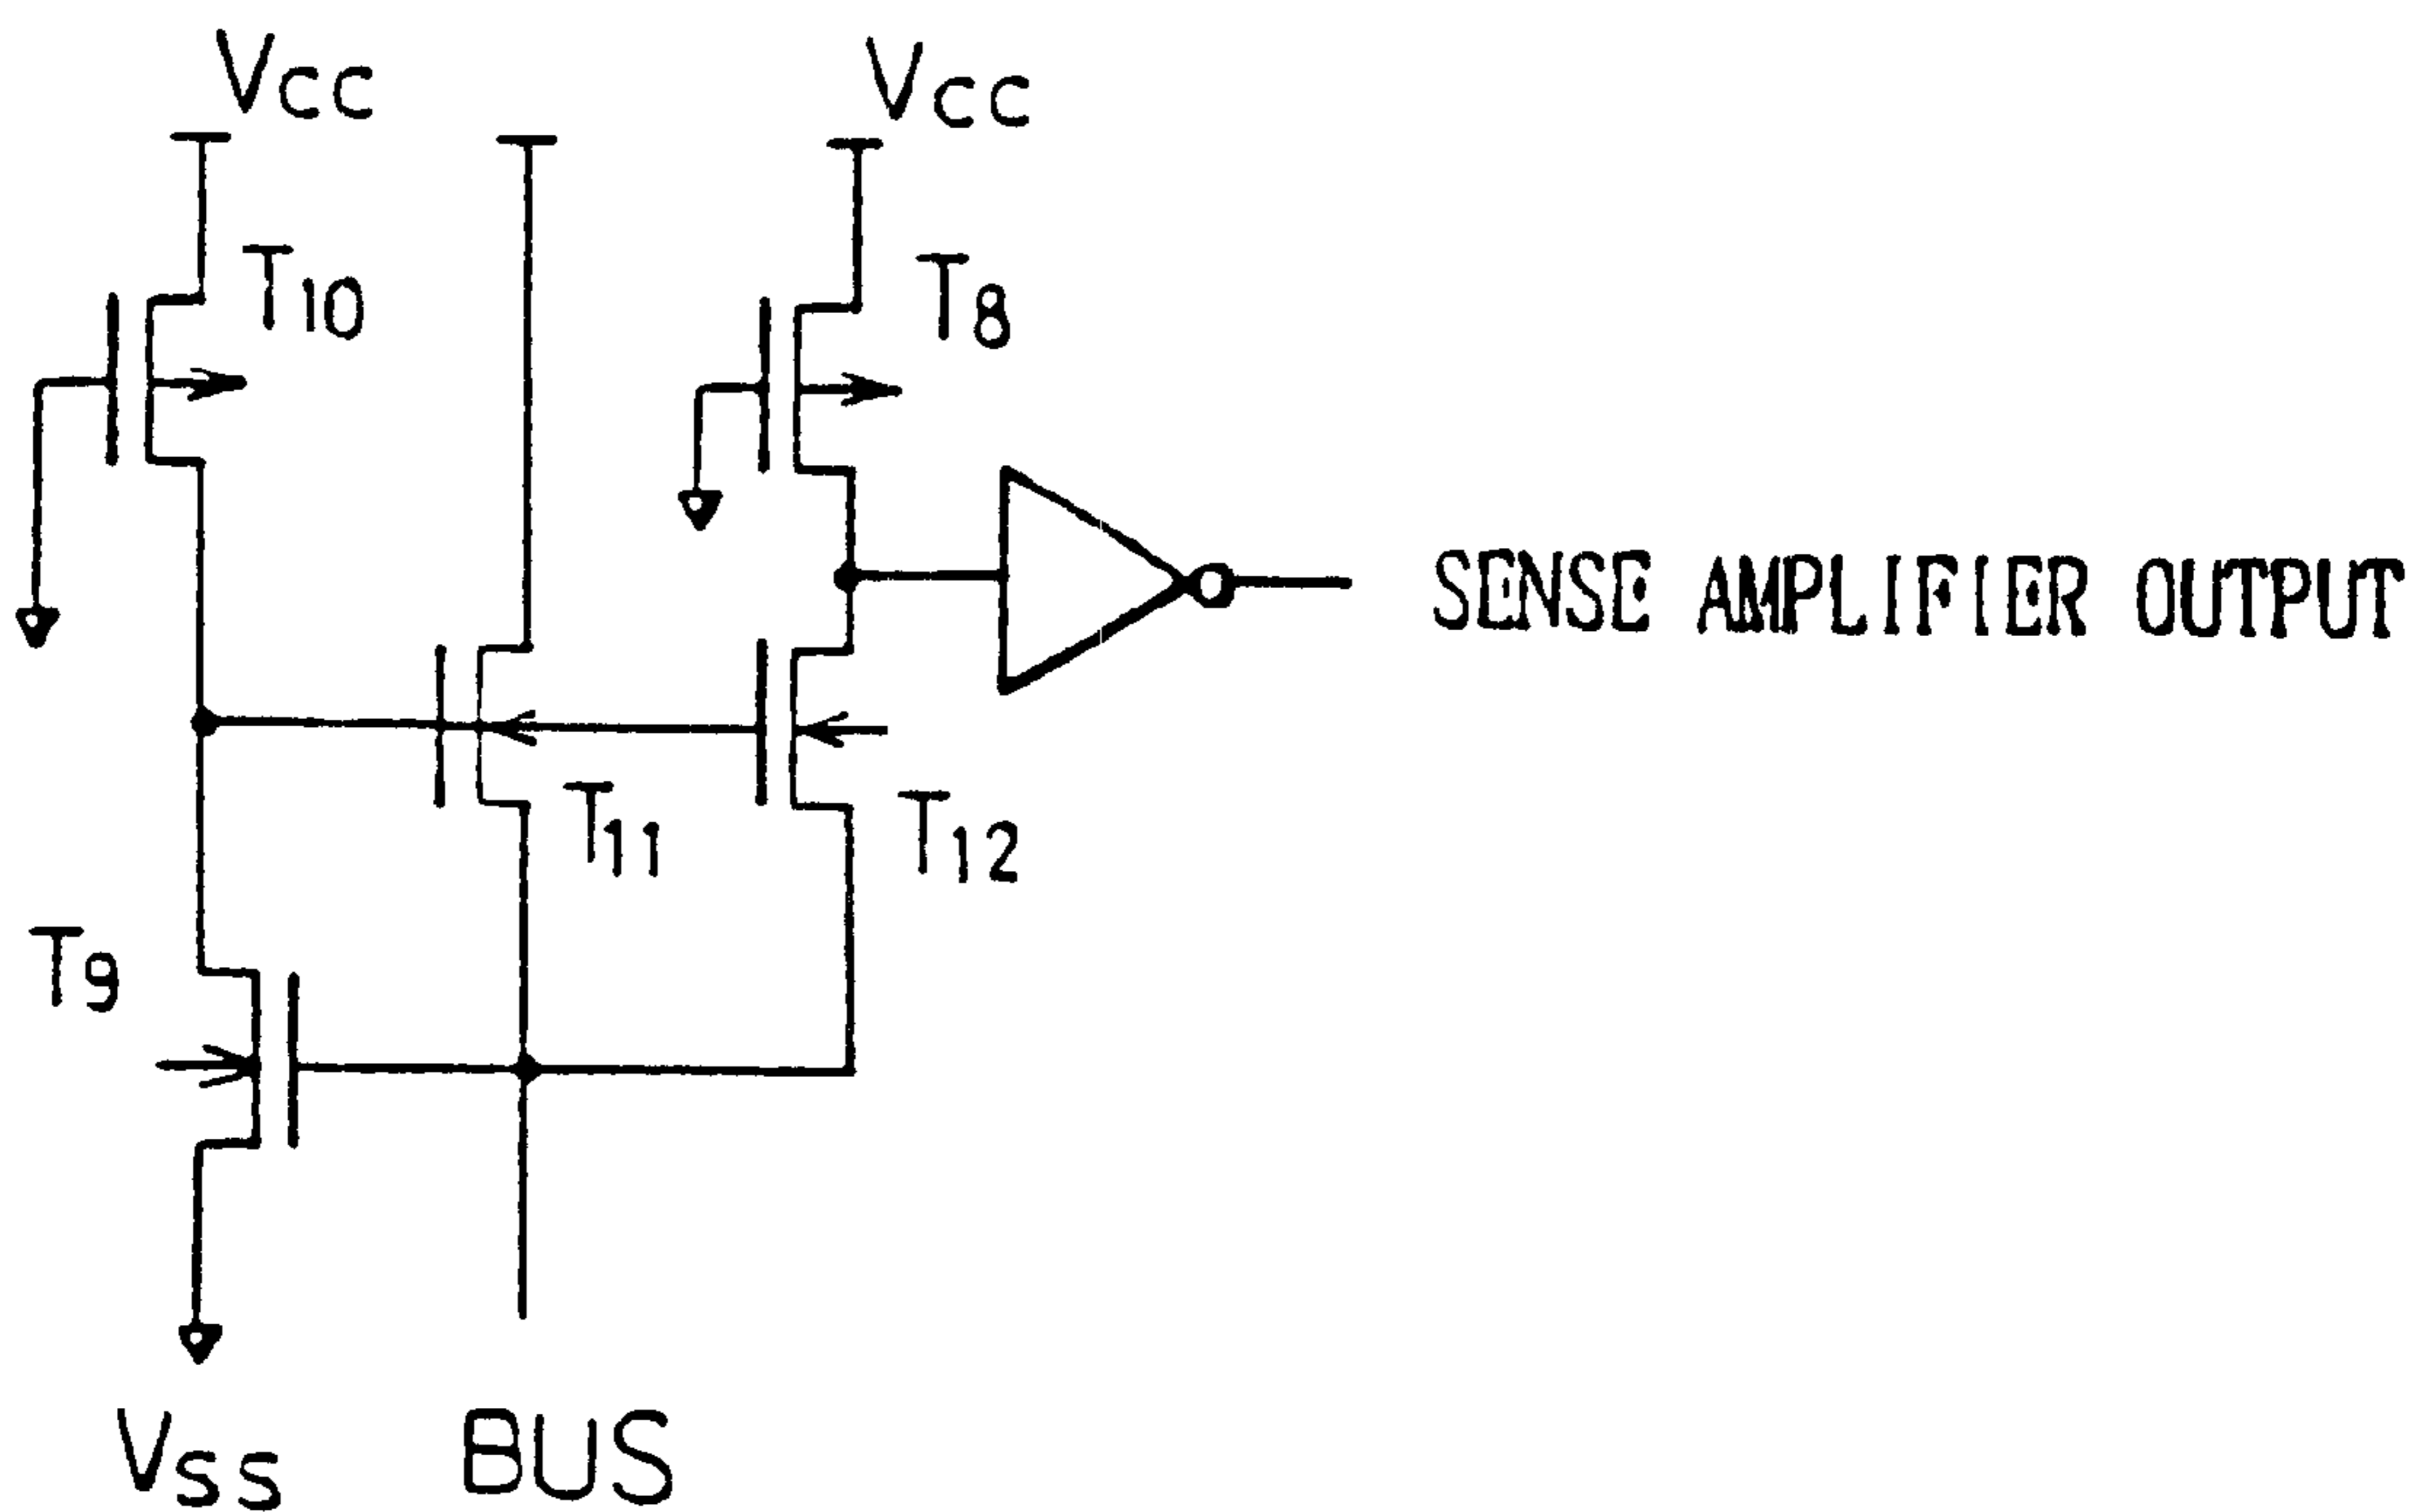 Vcc
Vcc
T10
T8
SENSE AMPLIFIER OUTPUT
T11
T12
T9
Vss
BUS